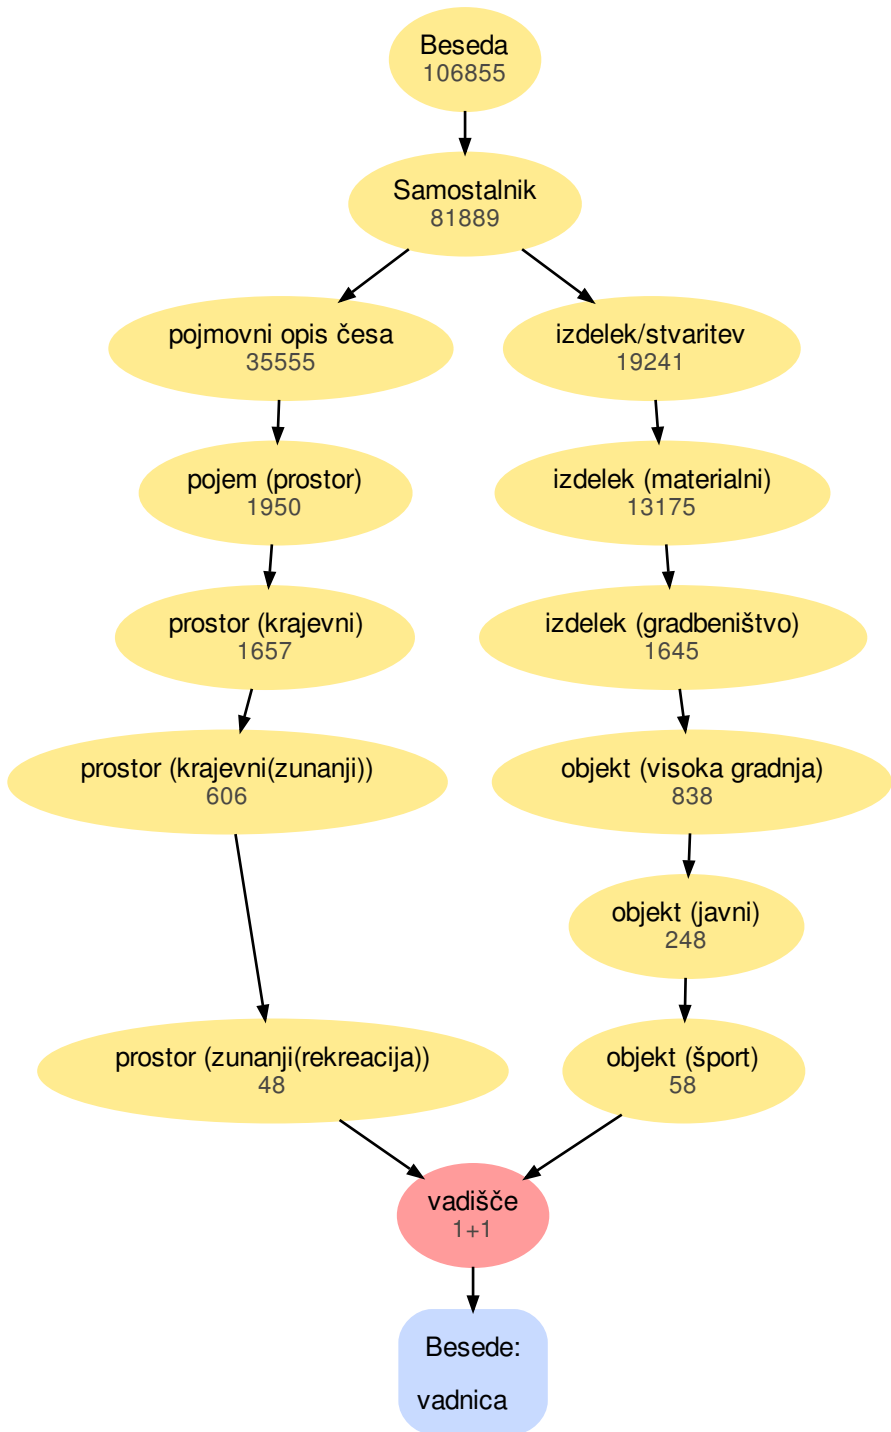 Beseda
106855
Samostalnik
81889
pojmovni opis česa
35555
izdelek/stvaritev
19241
pojem (prostor)
1950
izdelek (materialni)
13175
prostor (krajevni)
1657
izdelek (gradbeništvo)
1645
prostor (krajevni(zunanji))
606
objekt (visoka gradnja)
838
objekt (javni)
248
prostor (zunanji(rekreacija))
48
objekt (šport)
58
vadišče
1+1
Besede:
vadnica